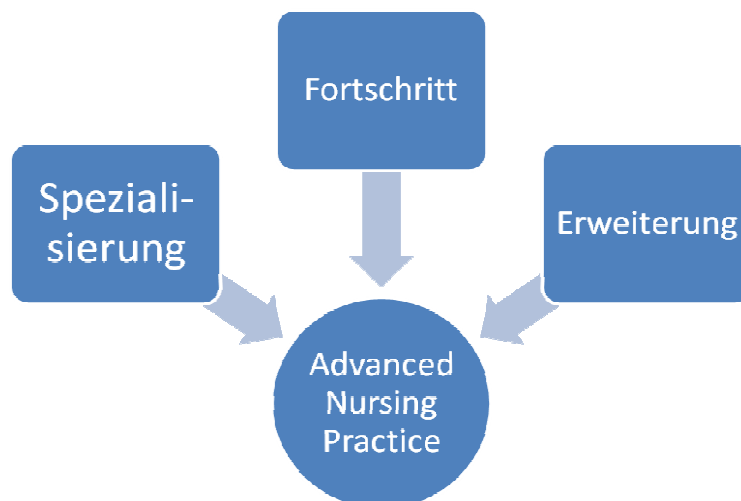 Fortschritt
Speziali-
sierung
Erweiterung
Advanced
Nursing
Practice